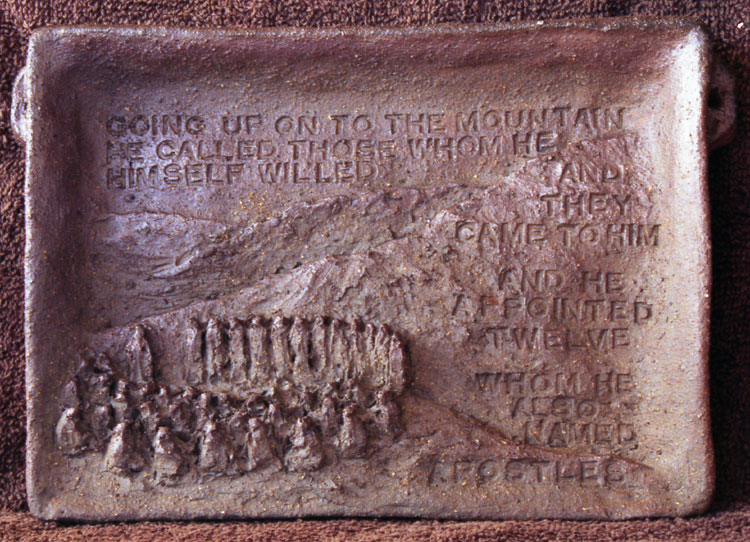 GOING UP ON TO THE MOUNTAIN
HE CALLED THOSE WHOM HE
HIMSELF WILLED
AND
THEY
CAME TO HIM
AND HE
APPOINTED
TWELVE
WHOM HE
ALSO
NAMED
APOSTLES